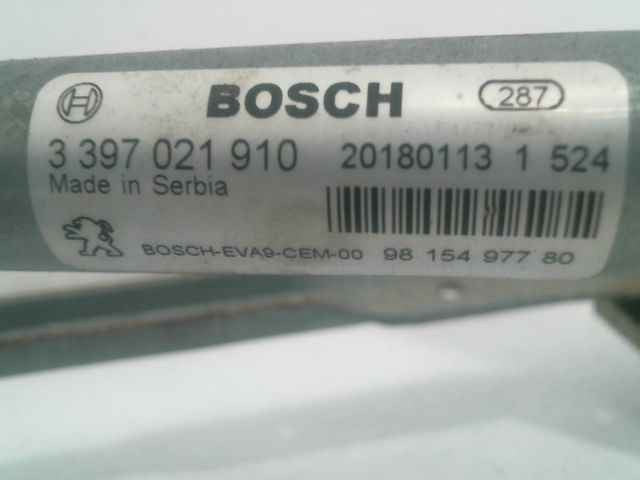 BOSCH 287
3 397 021 910 20180113 1 524
Made in Serbia
BOSCH-EVA9-CEM-00 98 154 977 80